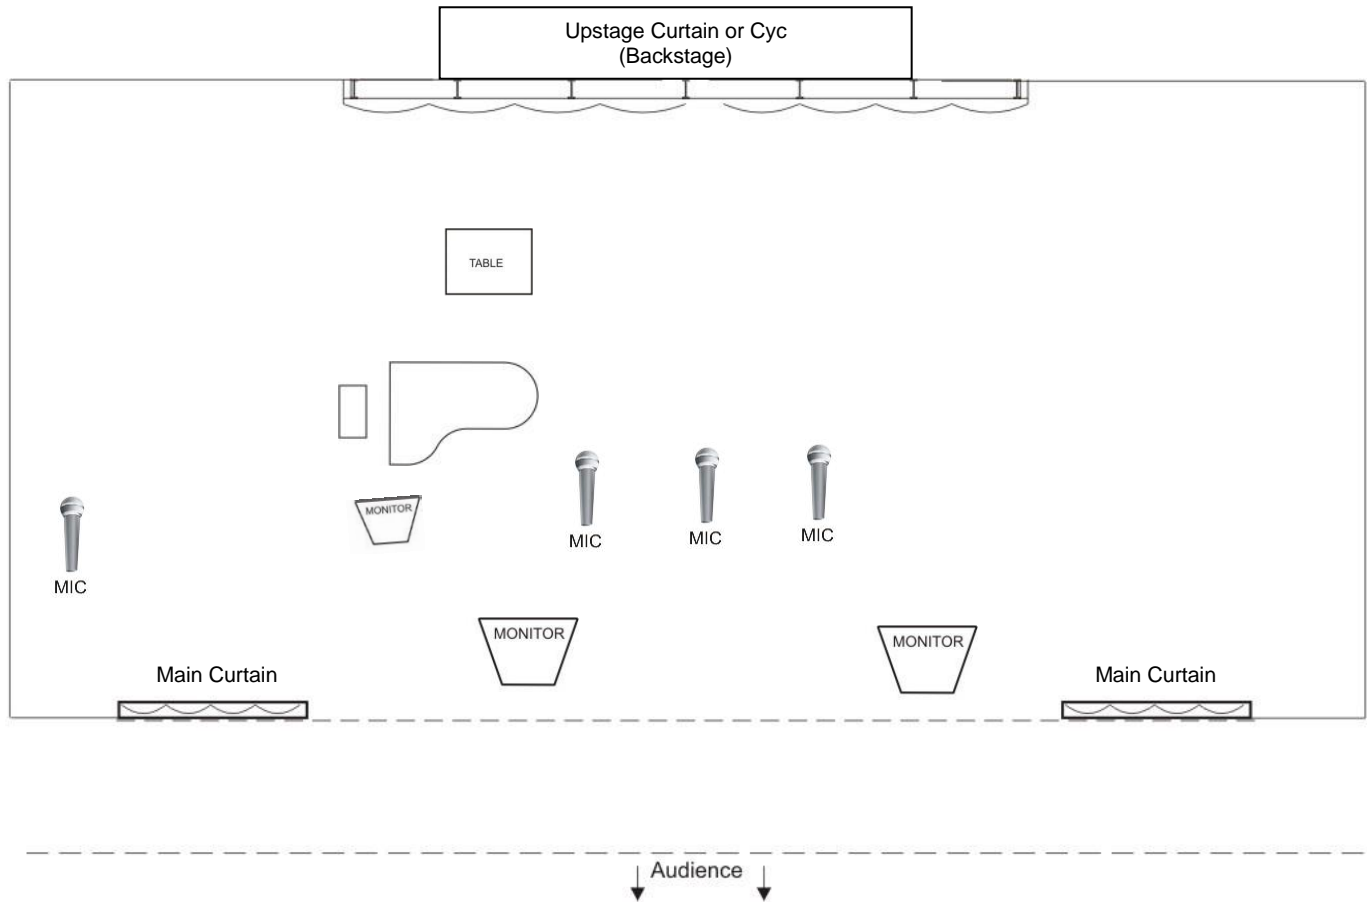 Upstage Curtain or Cyc
(Backstage)
TABLE
MONITOR
MIC
MIC
MIC
MIC
MONITOR
MONITOR
Main Curtain
Main Curtain
Audience